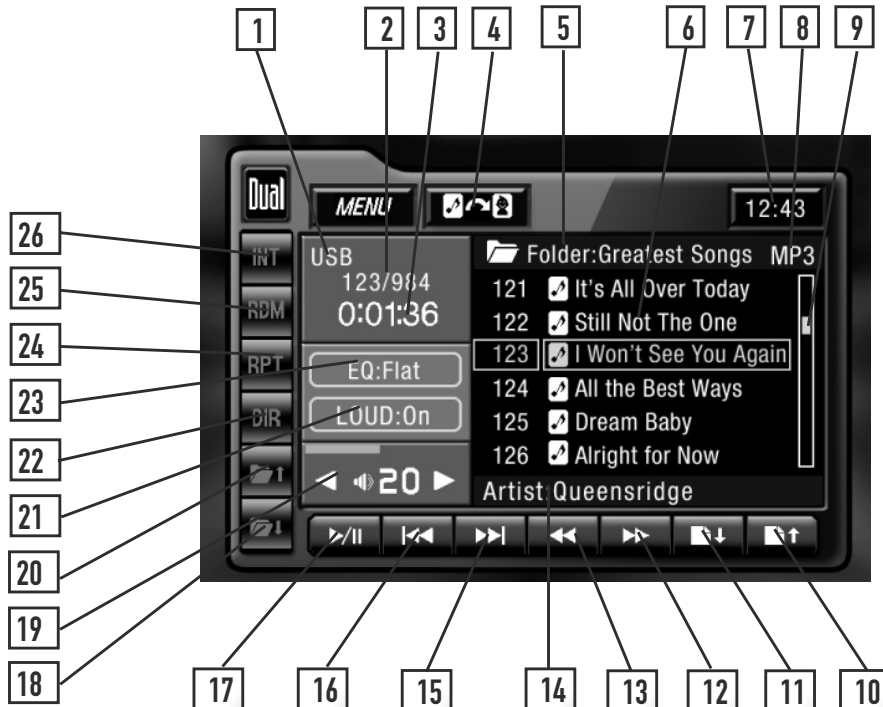 1 2 3 4 5 6 7 8 9
Dual
MENU
12:43
26 INT
25 RDM
24 RPT
23
22 DIR
21
20
19
18
USB
123/984
0:01:36
EQ:Flat
LOUD:On
20
Folder:Greatest Songs MP3
121 It's All Over Today
122 Still Not The One
123 I Won't See You Again
124 All the Best Ways
125 Dream Baby
126 Alright for Now
Artist:Queensridge
17 16 15 14 13 12 11 10